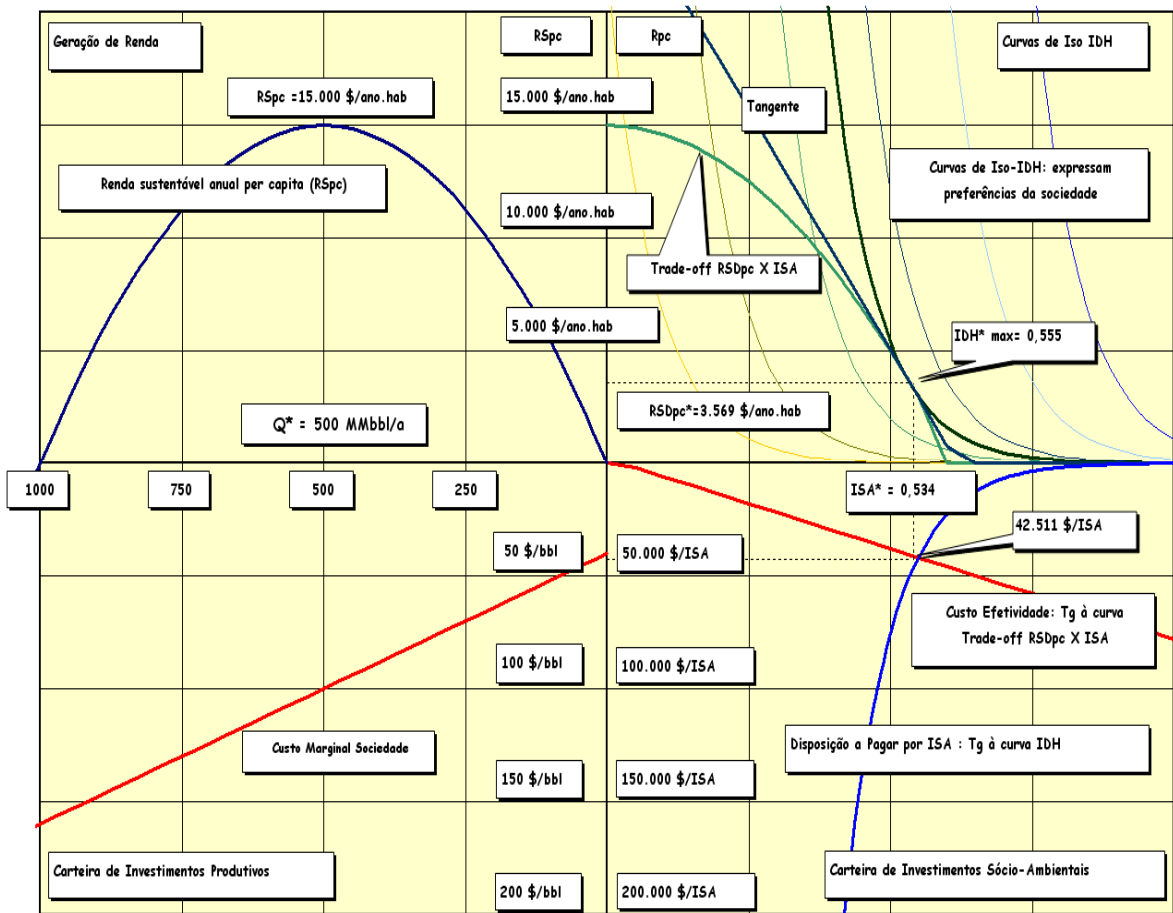 Geração de Renda
RSpc
Rpc
Curvas de Iso IDH
RSpc =15.000 $/ano.hab
15.000 $/ano.hab
Tangente
Renda sustentável anual per capita (RSpc)
Curvas de Iso-IDH: expressam
preferências da sociedade
10.000 $/ano.hab
Trade-off RSDpc X ISA
5.000 $/ano.hab
IDH* max= 0,555
Q* = 500 MMbbl/a
RSDpc*=3.569 $/ano.hab
1000
750
500
250
ISA* = 0,534
50 $/bbl
50.000 $/ISA
42.511 $/ISA
Custo Efetividade: Tg à curva
Trade-off RSDpc X ISA
100 $/bbl
100.000 $/ISA
Custo Marginal Sociedade
Disposição a Pagar por ISA : Tg à curva IDH
150 $/bbl
150.000 $/ISA
Carteira de Investimentos Produtivos
Carteira de Investimentos Sócio-Ambientais
200 $/bbl
200.000 $/ISA